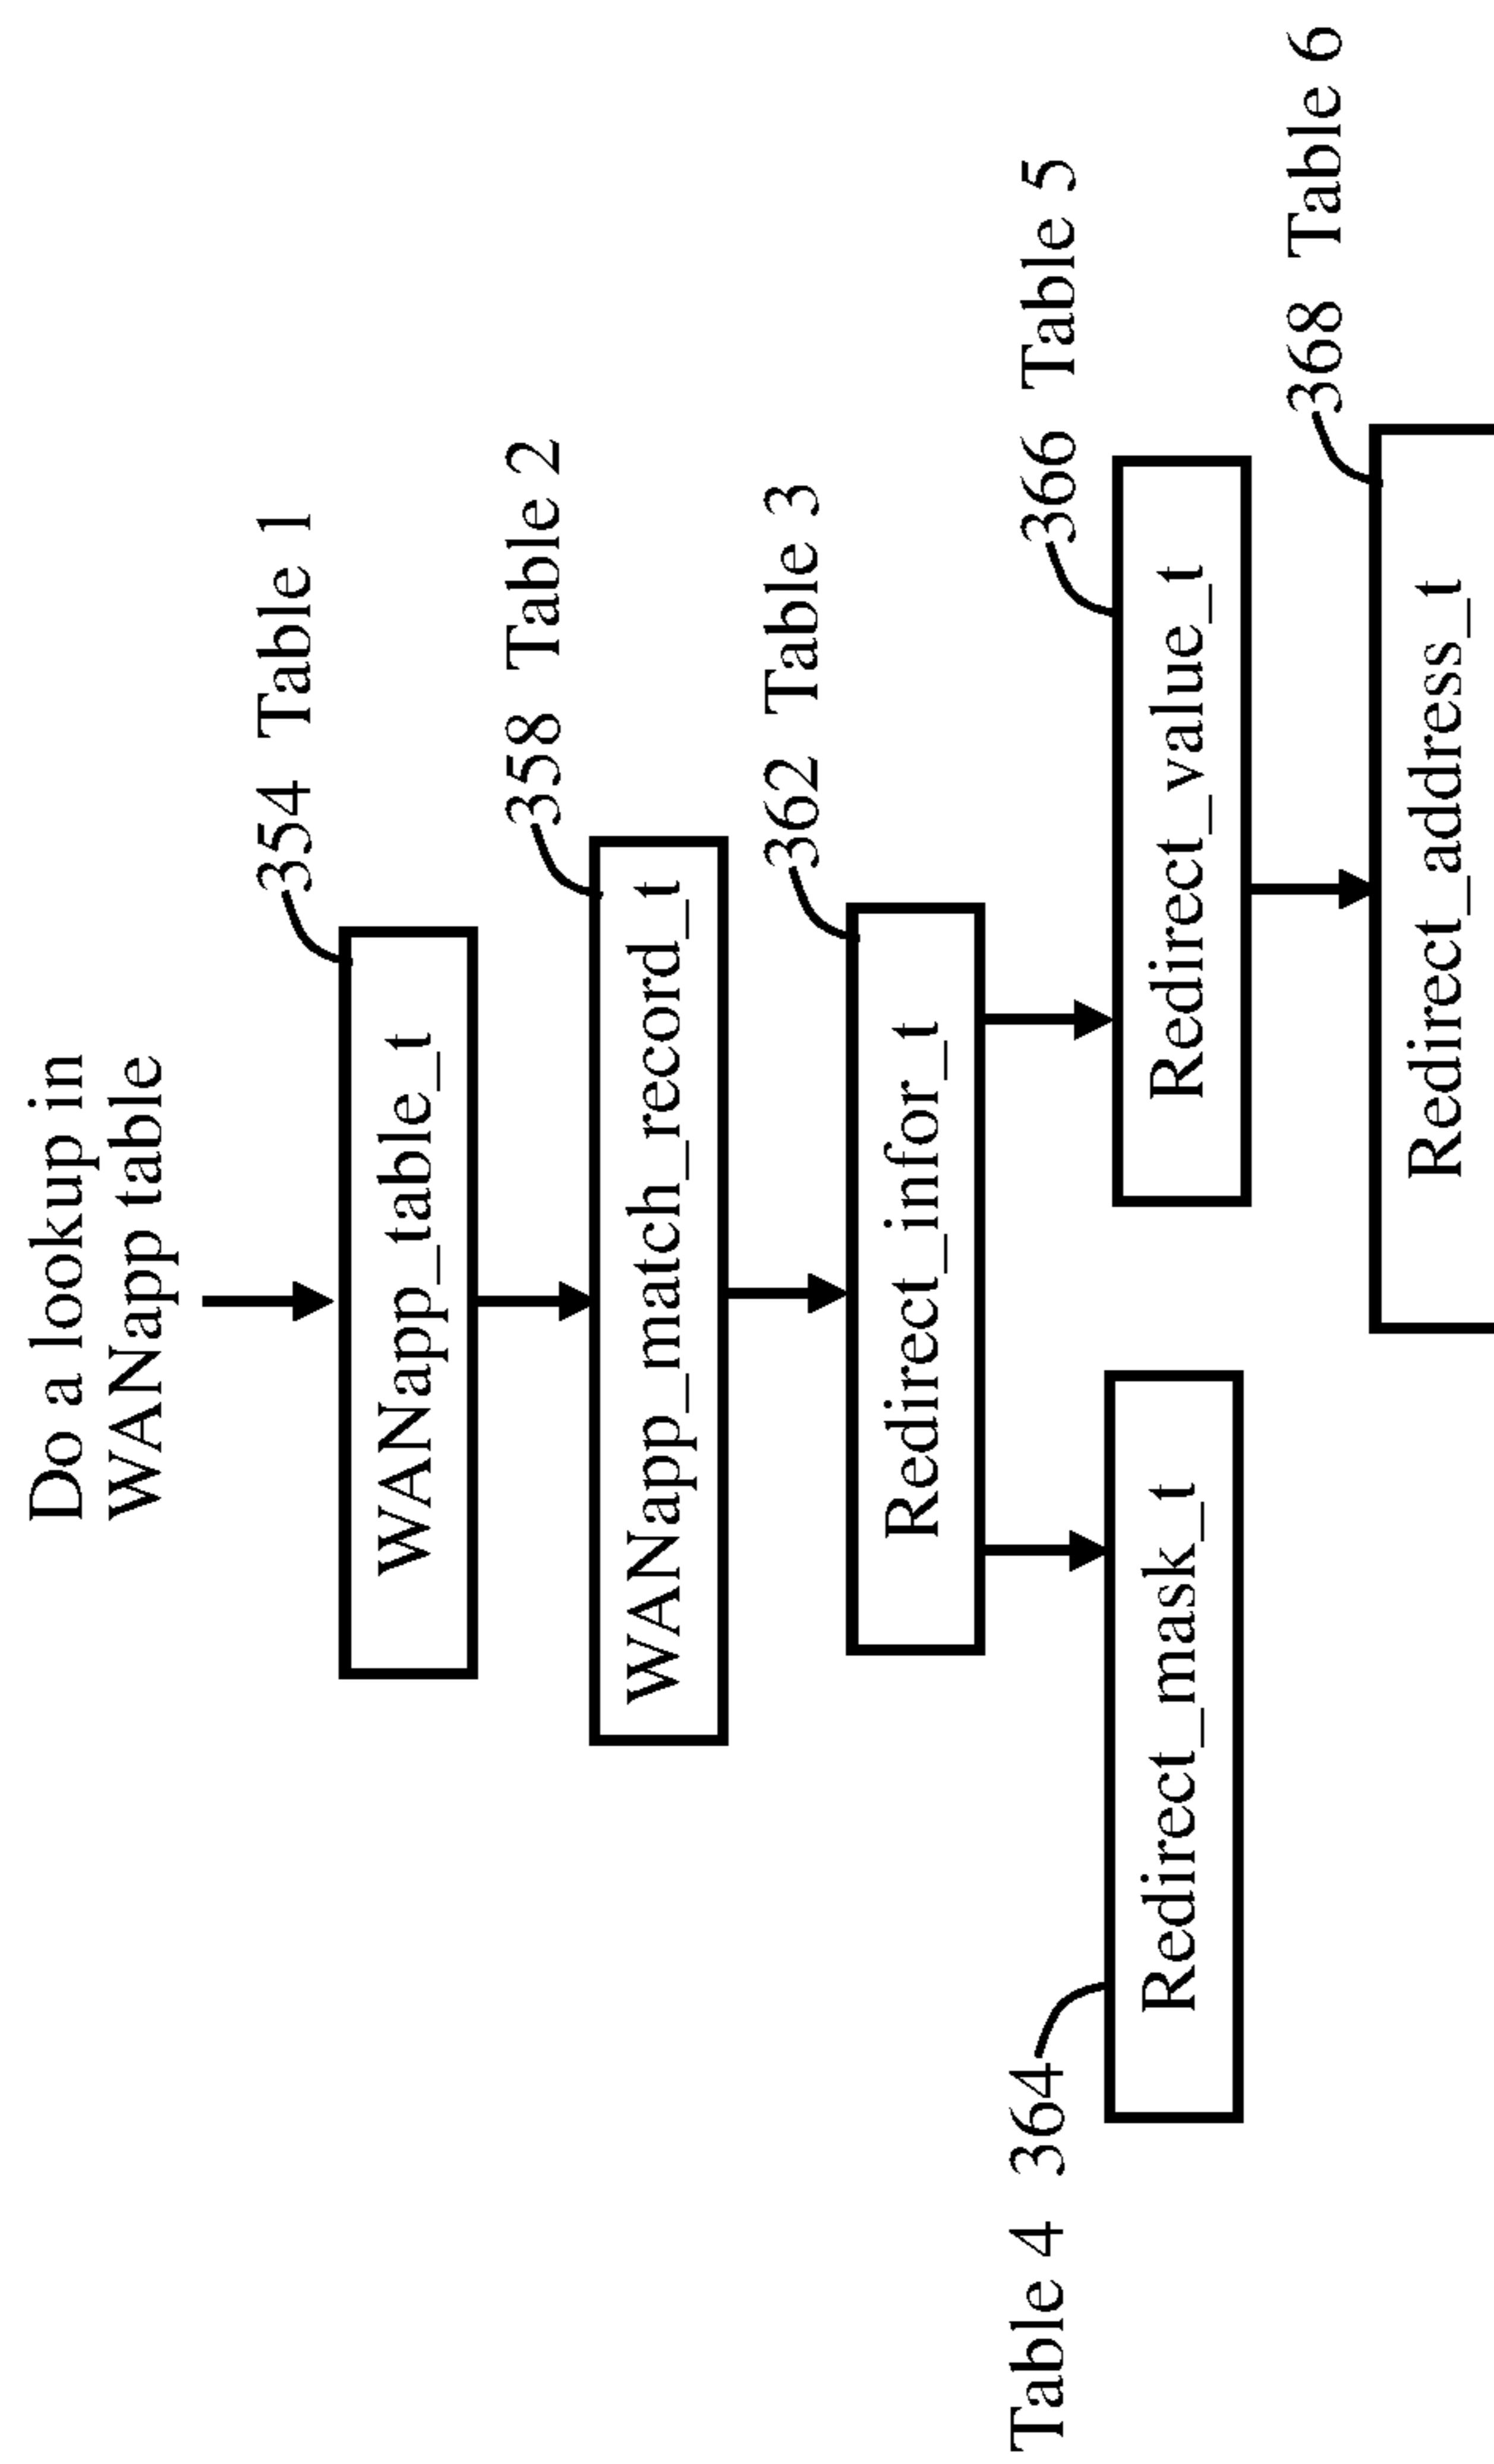 Do a lookup in
WANapp table
354 Table 1
WANapp_table_t
358 Table 2
WANapp_match_record_t
362 Table 3
Redirect_infor_t
Table 4 364
Redirect_mask_t
366 Table 5
Redirect_value_t
368 Table 6
Redirect_address_t